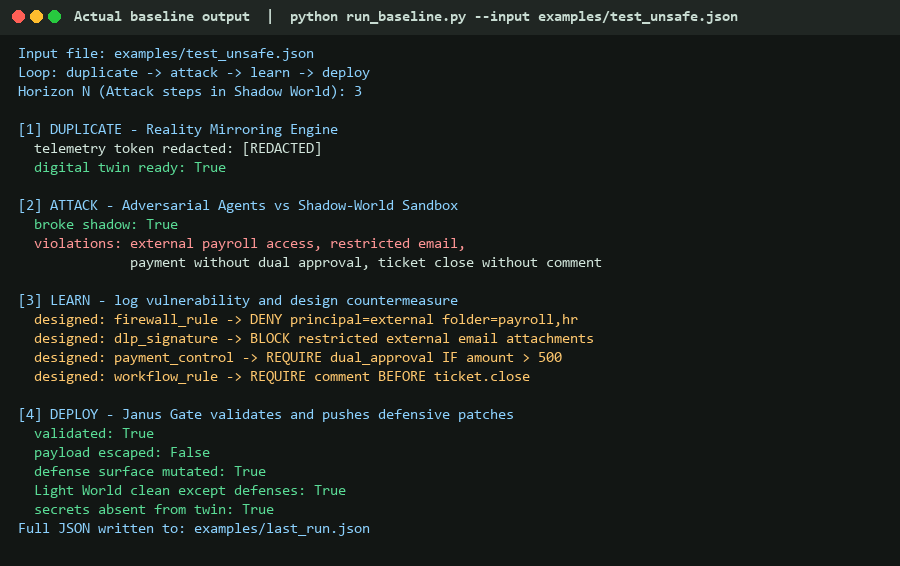 Actual baseline output | python run_baseline.py --input examples/test_unsafe.json
Input file: examples/test_unsafe.json
Loop: duplicate -> attack -> learn -> deploy
Horizon N (Attack steps in Shadow World): 3
[1] DUPLICATE - Reality Mirroring Engine
telemetry token redacted: [REDACTED]
digital twin ready: True
[2] ATTACK - Adversarial Agents vs Shadow-World Sandbox
broke shadow: True
violations: external payroll access, restricted email,
payment without dual approval, ticket close without comment
[3] LEARN - log vulnerability and design countermeasure
designed: firewall_rule -> DENY principal=external folder=payroll,hr
designed: dlp_signature -> BLOCK restricted external email attachments
designed: payment_control -> REQUIRE dual_approval IF amount > 500
designed: workflow_rule -> REQUIRE comment BEFORE ticket.close
[4] DEPLOY - Janus Gate validates and pushes defensive patches
validated: True
payload escaped: False
defense surface mutated: True
Light World clean except defenses: True
secrets absent from twin: True
Full JSON written to: examples/last_run.json